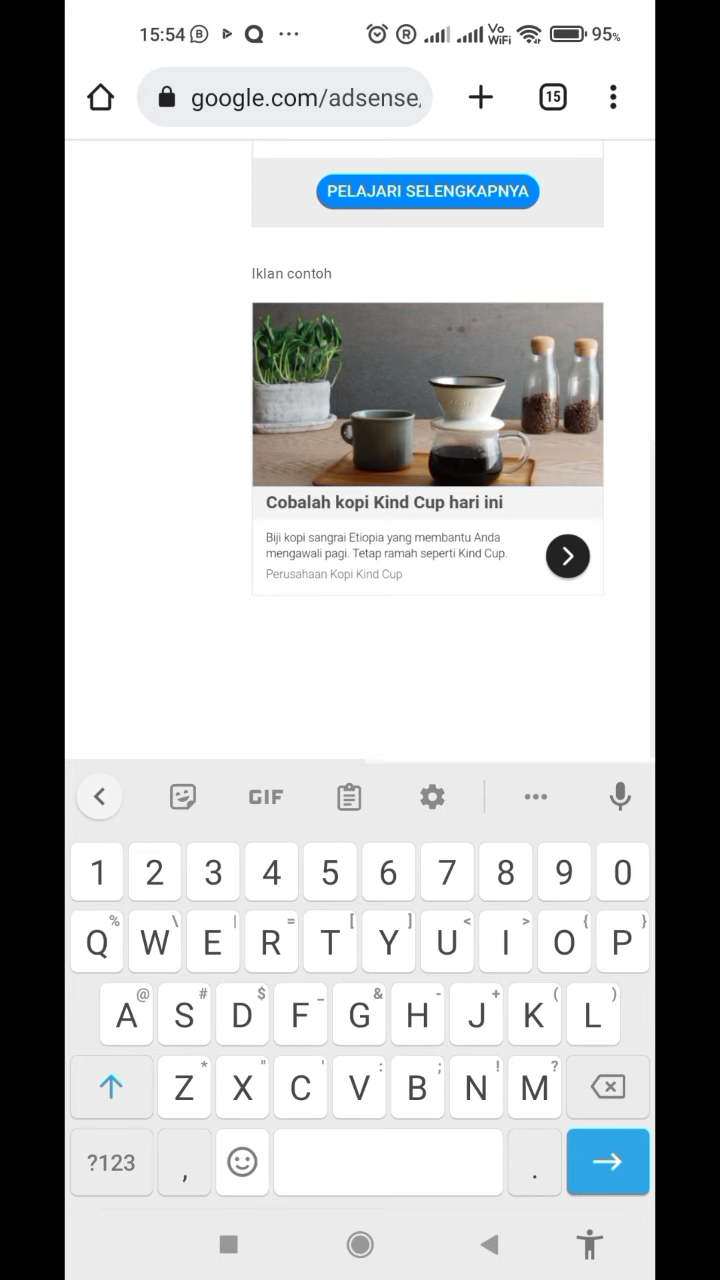 15:54
Vo
WiFi
95%
google.com/adsense/
15
PELAJARI SELENGKAPNYA
Iklan contoh
Cobalah kopi Kind Cup hari ini
Biji kopi sangrai Etiopia yang membantu Anda
mengawali pagi. Tetap ramah seperti Kind Cup.
Perusahaan Kopi Kind Cup
GIF
1 2 3 4 5 6 7 8 9 0
% \ | = [ ] < > { }
Q W E R T Y U I O P
@ # $ _ & - + ( )
A S D F G H J K L
* " ' : ; ! ?
Z X C V B N M
?123 , .